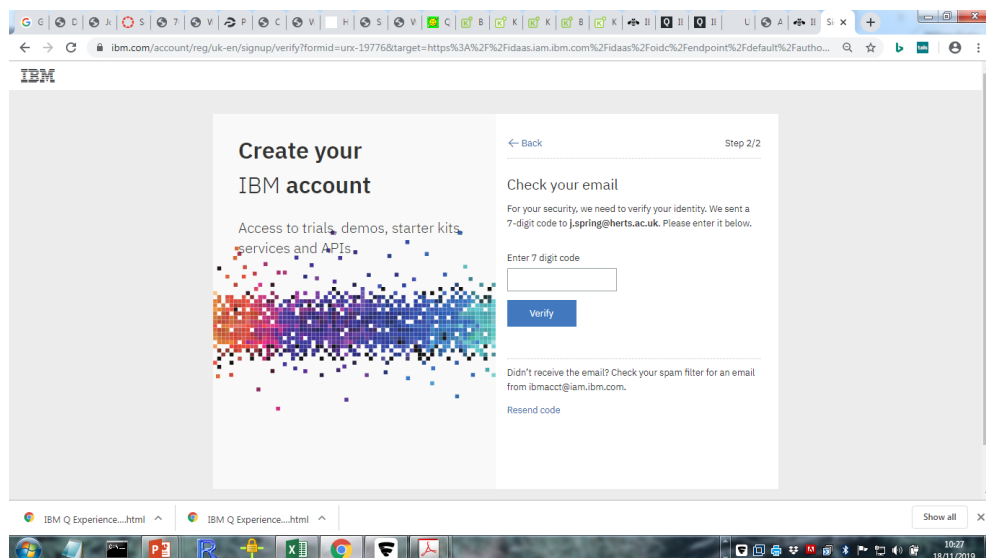 ibm.com/account/reg/uk-en/signup/verify?formid=urx-19776&target=https%3A%2F%2Fidaas.iam.ibm.com%2Fidaas%2Foidc%2Fendpoint%2Fdefault%2Fautho...
IBM
Create your
IBM account
Access to trials, demos, starter kits,
services and APIs.
← Back
Step 2/2
Check your email
For your security, we need to verify your identity. We sent a
7-digit code to j.spring@herts.ac.uk. Please enter it below.
Enter 7 digit code
Verify
Didn't receive the email? Check your spam filter for an email
from ibmacct@iam.ibm.com.
Resend code
IBM Q Experience....html
IBM Q Experience....html
Show all
10:27
18/11/2019